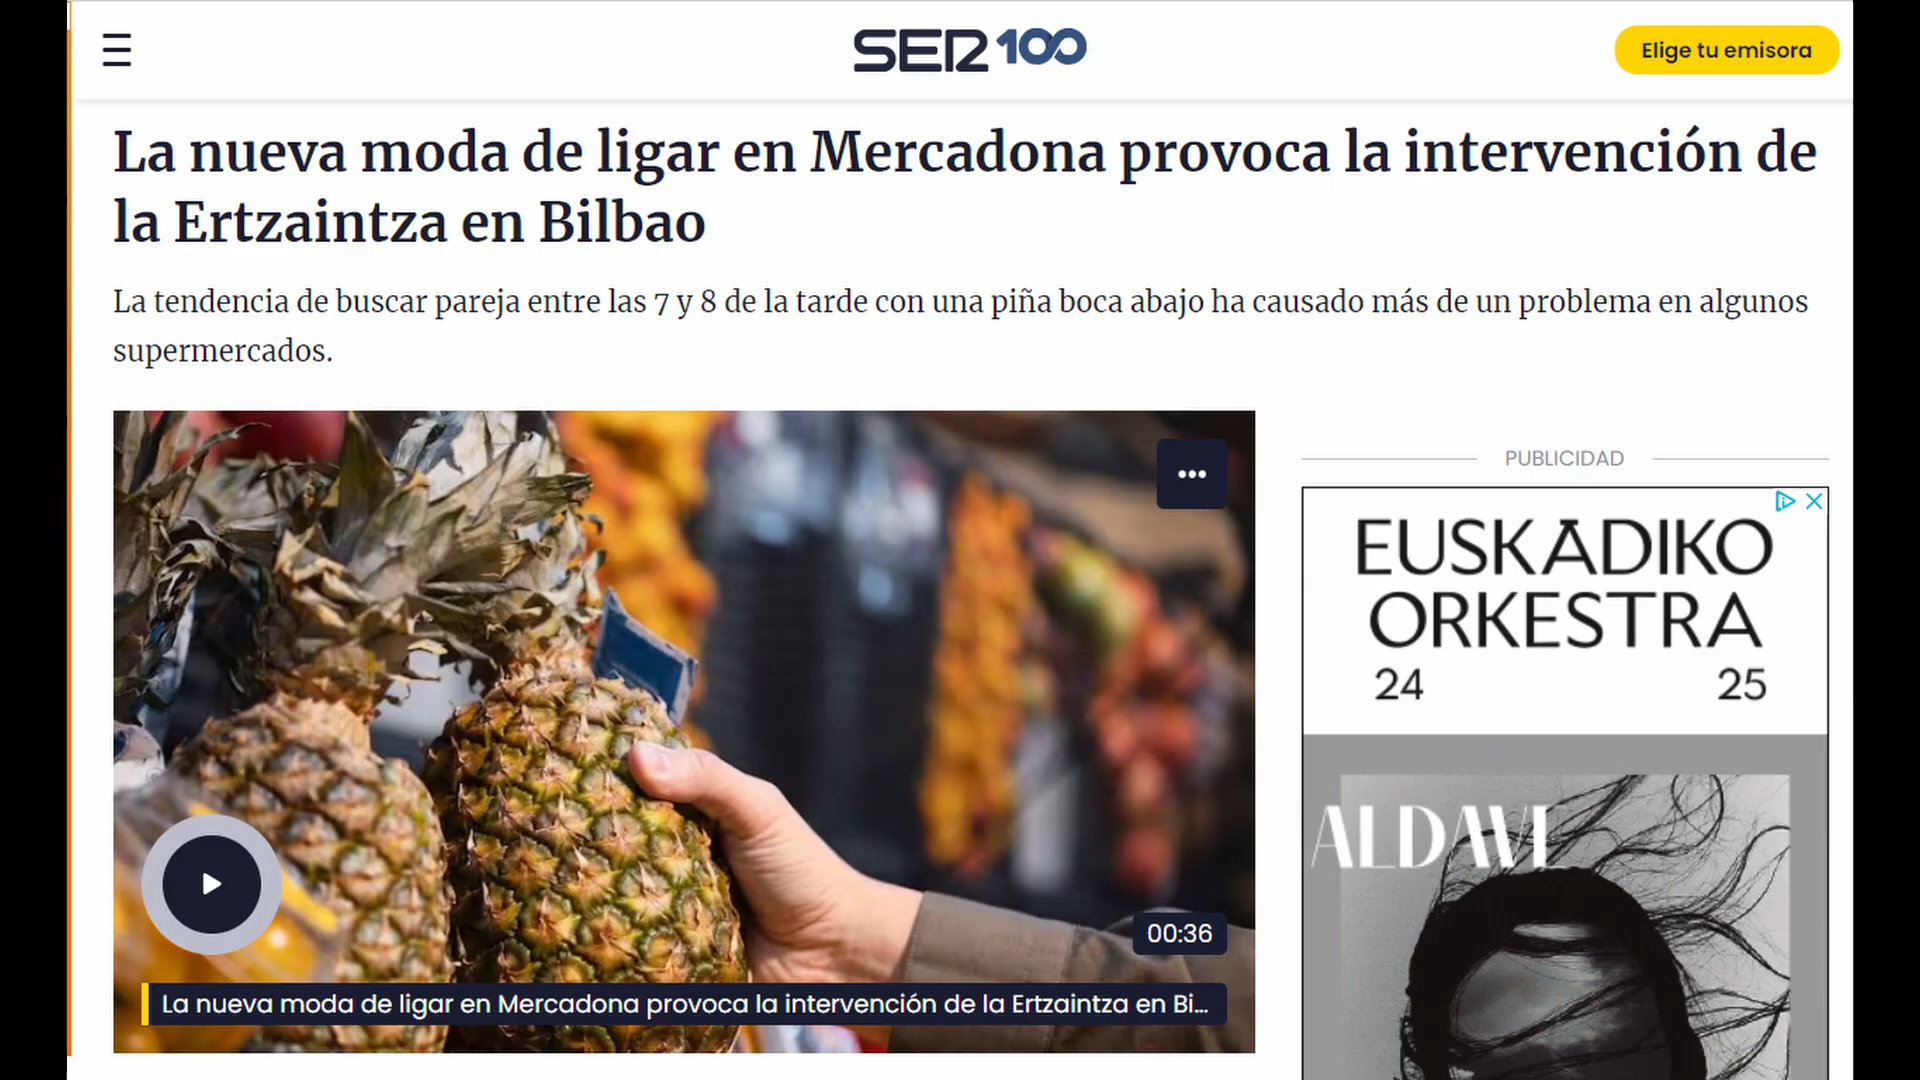 SER 100
Elige tu emisora
La nueva moda de ligar en Mercadona provoca la intervención de
la Ertzaintza en Bilbao
La tendencia de buscar pareja entre las 7 y 8 de la tarde con una piña boca abajo ha causado más de un problema en algunos
supermercados.
00:36
La nueva moda de ligar en Mercadona provoca la intervención de la Ertzaintza en Bi...
PUBLICIDAD
EUSKADIKO
ORKESTRA
24 25
ALDAVI